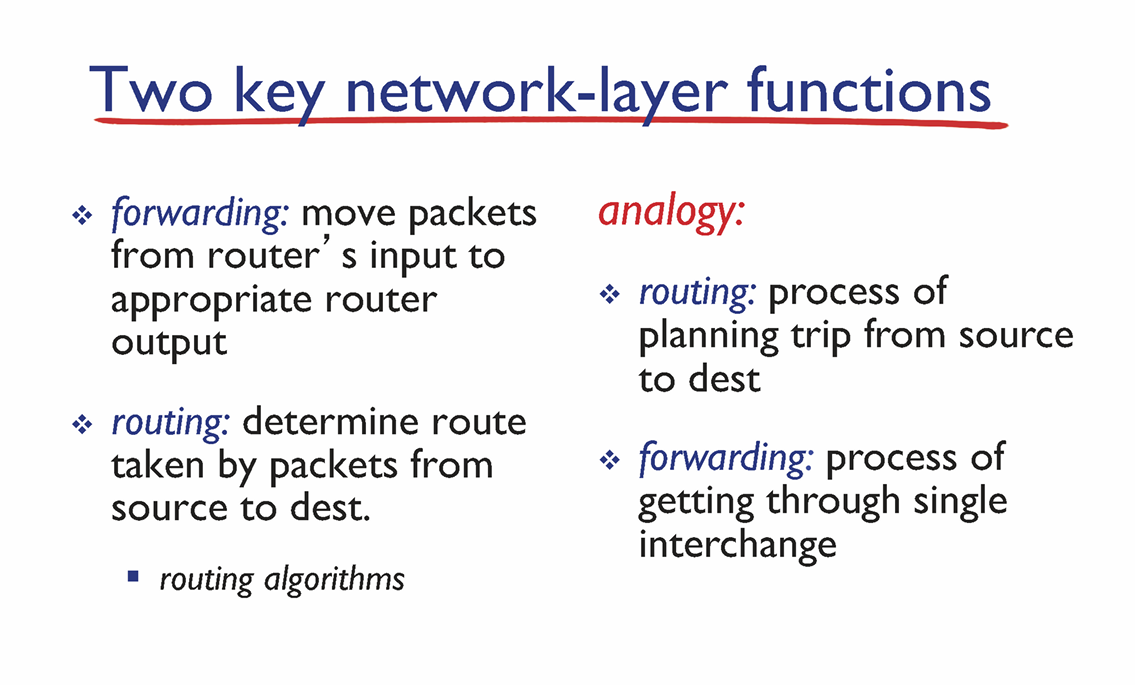 Two key network-layer functions
forwarding: move packets
from router’ s input to
appropriate router
output
routing: determine route
taken by packets from
source to dest.
routing algorithms
analogy:
routing: process of
planning trip from source
to dest
forwarding: process of
getting through single
interchange